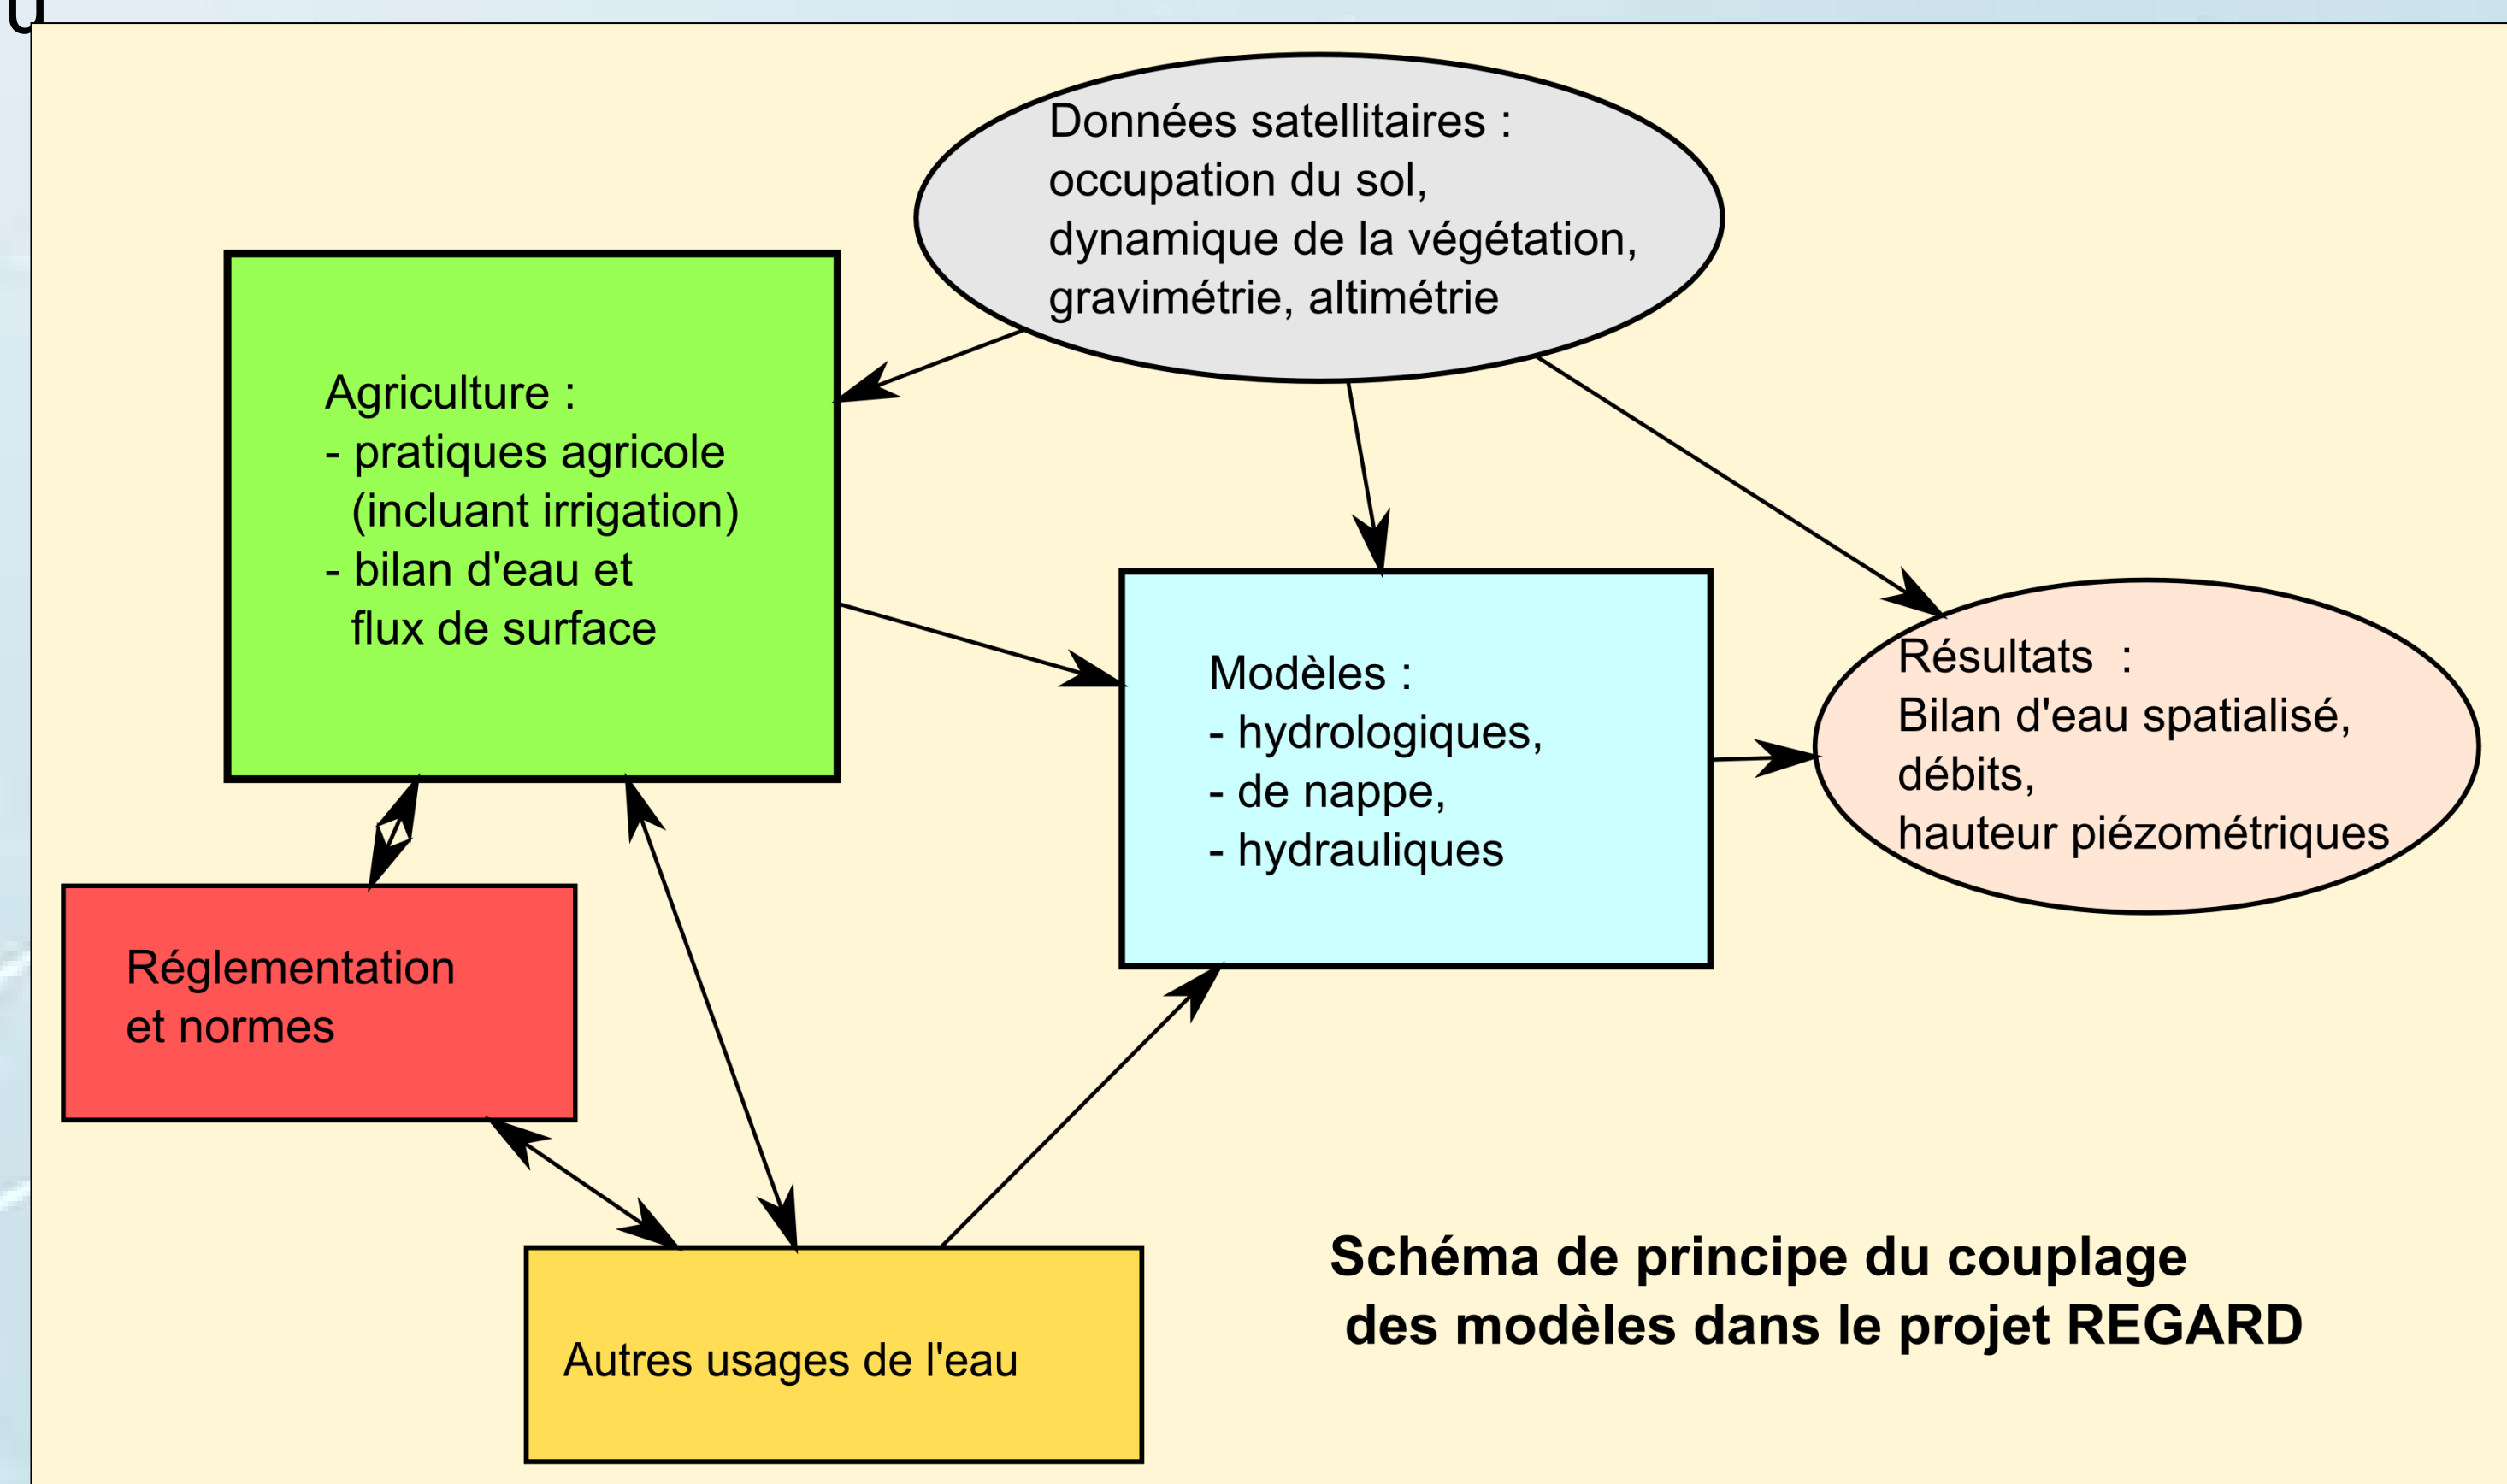 Données satellitaires :
occupation du sol,
dynamique de la végétation,
gravimétrie, altimétrie
Agriculture :
- pratiques agricole
(incluant irrigation)
- bilan d'eau et
flux de surface
Modèles :
- hydrologiques,
- de nappe,
- hydrauliques
Résultats :
Bilan d'eau spatialisé,
débits,
hauteur piézométriques
Réglementation
et normes
Autres usages de l'eau
Schéma de principe du couplage
des modèles dans le projet REGARD